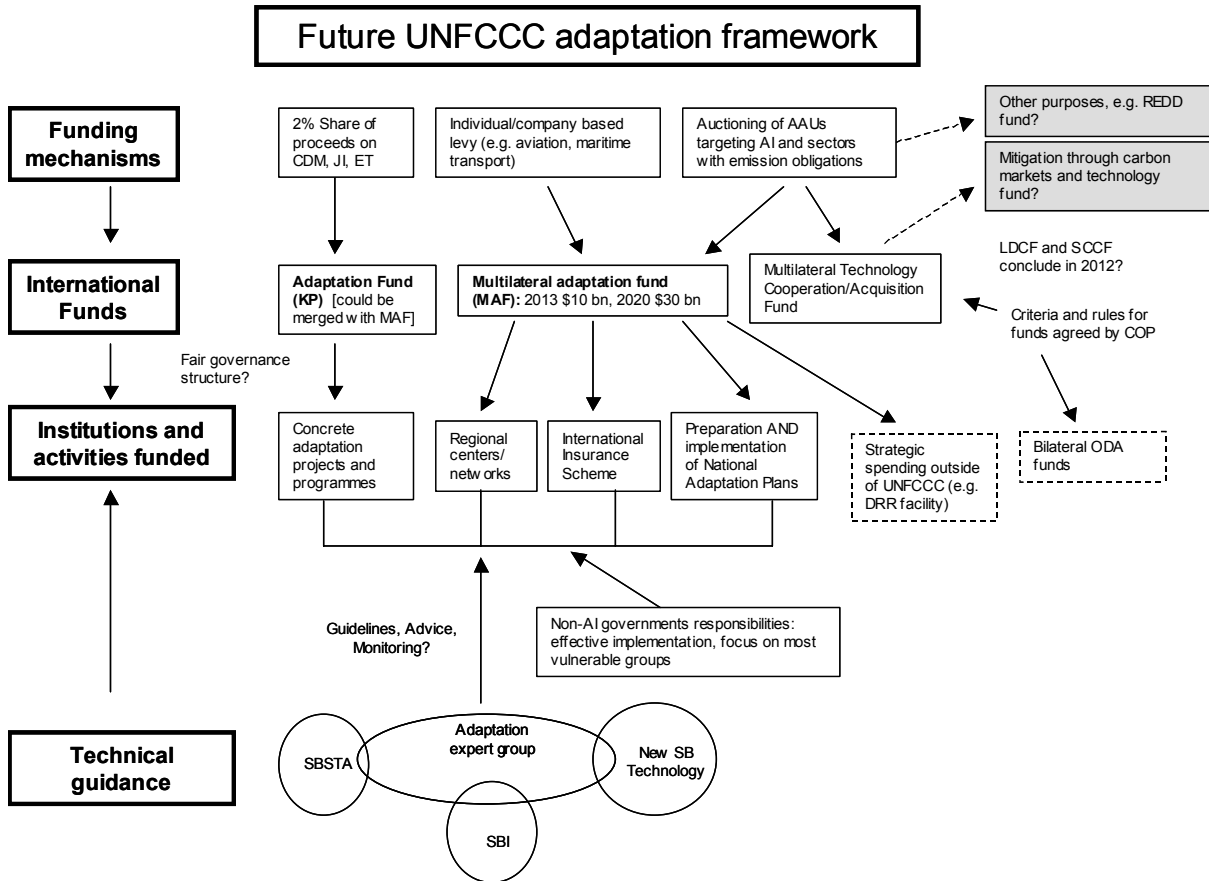 Future UNFCCC adaptation framework
Funding
mechanisms
2% Share of
proceeds on
CDM, JI, ET
Individual/company based
levy (e.g. aviation, maritime
transport)
Auctioning of AAUs
targeting AI and sectors
with emission obligations
Other purposes, e.g. REDD
fund?
Mitigation through carbon
markets and technology
fund?
International
Funds
Adaptation Fund
(KP) [could be
merged with MAF]
Multilateral adaptation fund
(MAF): 2013 $10 bn, 2020 $30 bn
Multilateral Technology
Cooperation/Acquisition
Fund
LDCF and SCCF
conclude in 2012?
Criteria and rules for
funds agreed by COP
Fair governance
structure?
Institutions and
activities funded
Concrete
adaptation
projects and
programmes
Regional
centers/
networks
International
Insurance
Scheme
Preparation AND
implementation
of National
Adaptation Plans
Strategic
spending outside
of UNFCCC (e.g.
DRR facility)
Bilateral ODA
funds
Guidelines, Advice,
Monitoring?
Non-AI governments responsibilities:
effective implementation, focus on most
vulnerable groups
Technical
guidance
SBSTA
Adaptation
expert group
New SB
Technology
SBI